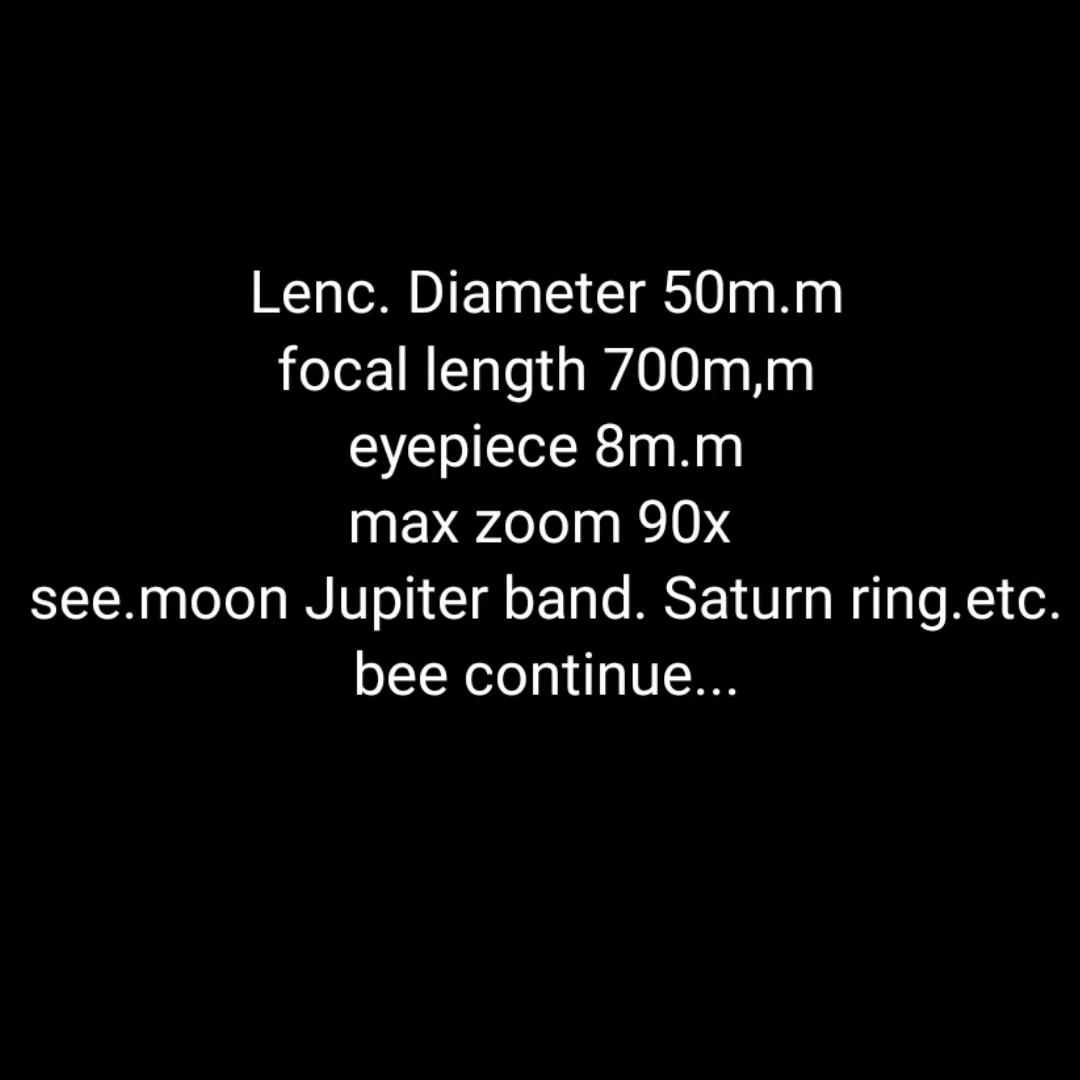 Lenc. Diameter 50m.m
focal length 700m,m
eyepiece 8m.m
max zoom 90x
see.moon Jupiter band. Saturn ring.etc.
bee continue...